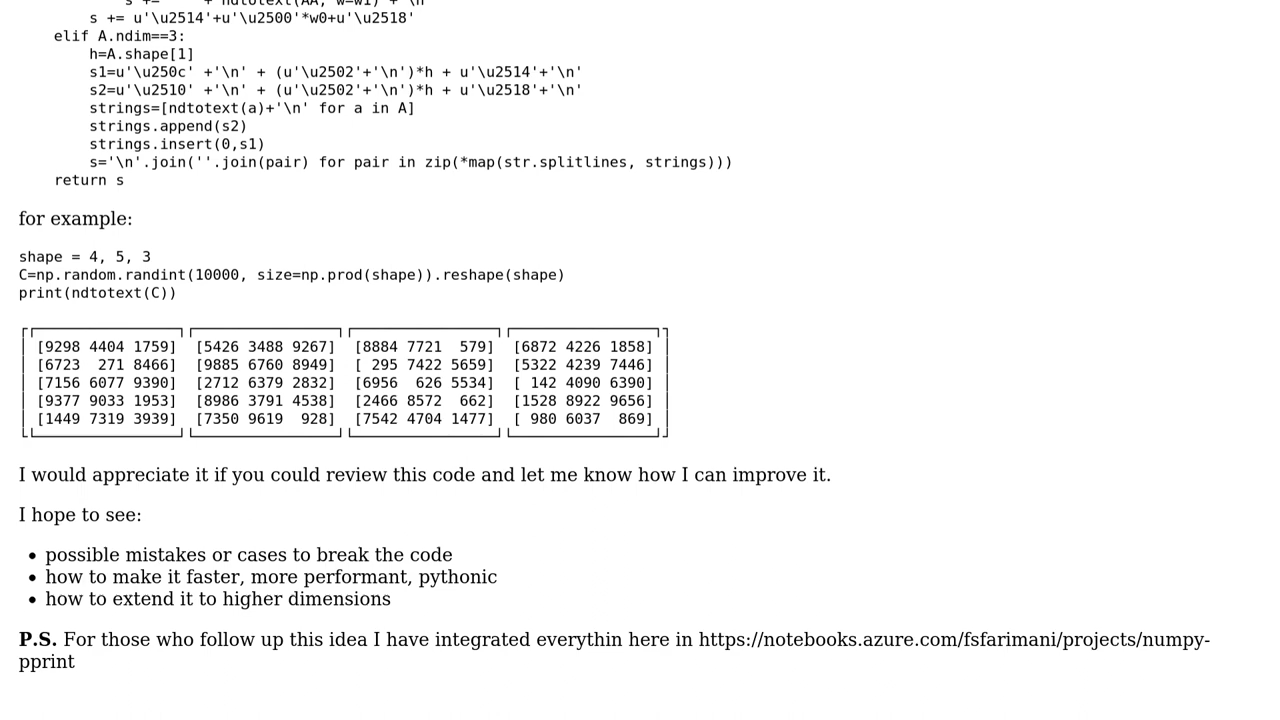 s += u'\u2514'+u'\u2500'*w0+u'\u2518'
    elif A.ndim==3:
        h=A.shape[1]
        s1=u'\u250c' +'\n' + (u'\u2502'+'\n')*h + u'\u2514'+'\n'
        s2=u'\u2510' +'\n' + (u'\u2502'+'\n')*h + u'\u2518'+'\n'
        strings=[ndtotext(a)+'\n' for a in A]
        strings.append(s2)
        strings.insert(0,s1)
        s='\n'.join(''.join(pair) for pair in zip(*map(str.splitlines, strings)))
    return s
for example:
shape = 4, 5, 3
C=np.random.randint(10000, size=np.prod(shape)).reshape(shape)
print(ndtotext(C))
┌┌────────────────┐┌────────────────┐┌────────────────┐┌────────────────┐┐
│ [9298 4404 1759]  [5426 3488 9267]  [8884 7721  579]  [6872 4226 1858] │
│ [6723  271 8466]  [9885 6760 8949]  [ 295 7422 5659]  [5322 4239 7446] │
│ [7156 6077 9390]  [2712 6379 2832]  [6956  626 5534]  [ 142 4090 6390] │
│ [9377 9033 1953]  [8986 3791 4538]  [2466 8572  662]  [1528 8922 9656] │
│ [1449 7319 3939]  [7350 9619  928]  [7542 4704 1477]  [ 980 6037  869] │
└└────────────────┘└────────────────┘└────────────────┘└────────────────┘┘
I would appreciate it if you could review this code and let me know how I can improve it.
I hope to see:
• possible mistakes or cases to break the code
• how to make it faster, more performant, pythonic
• how to extend it to higher dimensions
P.S. For those who follow up this idea I have integrated everythin here in https://notebooks.azure.com/fsfarimani/projects/numpy-
pprint